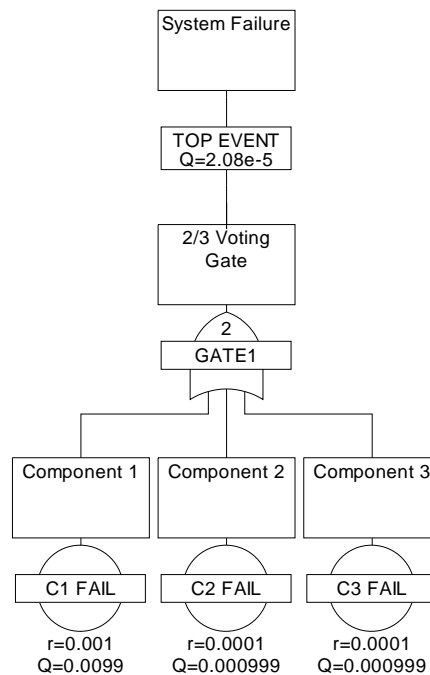 System Failure
TOP EVENT
Q=2.08e-5
2/3 Voting
Gate
2
GATE1
Component 1
Component 2
Component 3
C1 FAIL
C2 FAIL
C3 FAIL
r=0.001
Q=0.0099
r=0.0001
Q=0.000999
r=0.0001
Q=0.000999